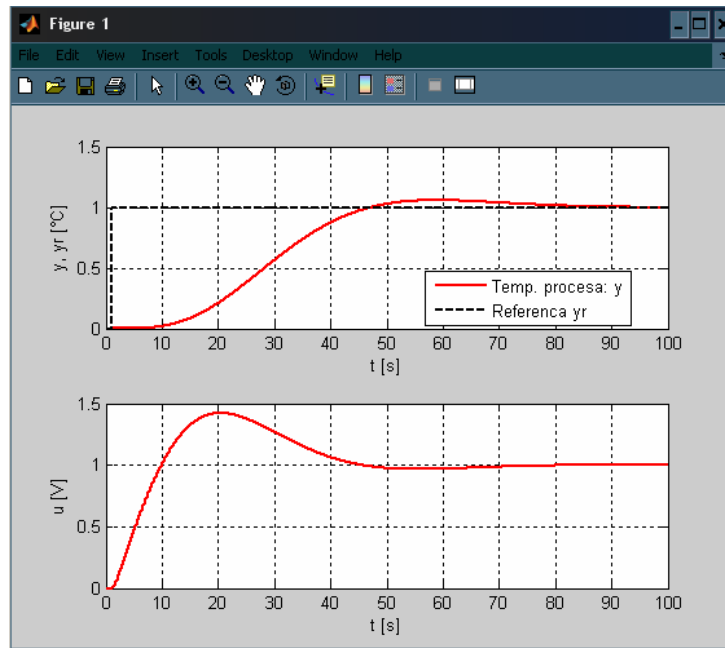 Figure 1
File Edit View Insert Tools Desktop Window Help
1.5
1
0.5
0
y, yr [°C]
Temp. procesa: y
Referenca yr
0 10 20 30 40 50 60 70 80 90 100
t [s]
1.5
1
0.5
0
u [V]
0 10 20 30 40 50 60 70 80 90 100
t [s]